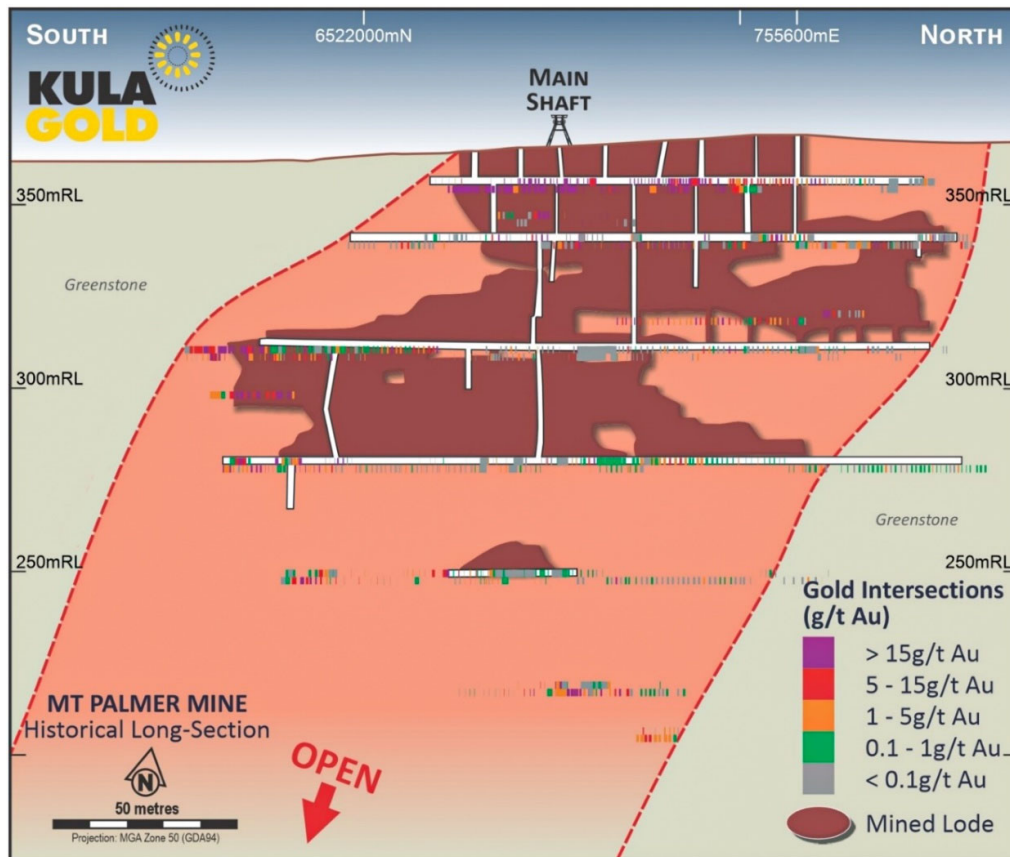 SOUTH
6522000mN
755600mE
NORTH
KULA
GOLD
MAIN
SHAFT
350mRL
350mRL
Greenstone
300mRL
300mRL
Greenstone
250mRL
250mRL
Gold Intersections
(g/t Au)
> 15g/t Au
5 - 15g/t Au
1 - 5g/t Au
0.1 - 1g/t Au
< 0.1g/t Au
Mined Lode
MT PALMER MINE
Historical Long-Section
N
50 metres
Projection: MGA Zone 50 (GDA94)
OPEN